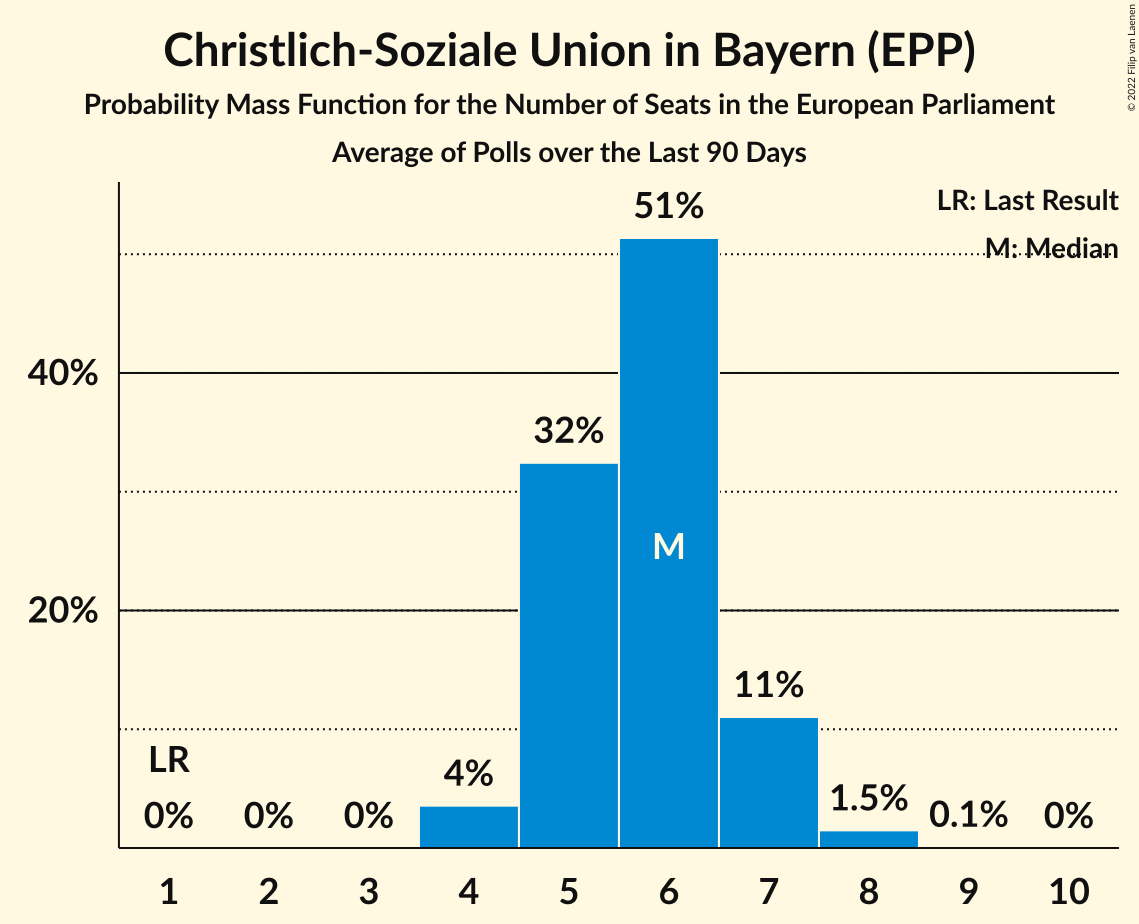 Christlich-Soziale Union in Bayern (EPP)
Probability Mass Function for the Number of Seats in the European Parliament
Average of Polls over the Last 90 Days
© 2022 Filip van Laenen
LR: Last Result
M: Median
51%
40%
32%
M
20%
11%
LR
4%
1.5%
0% 0% 0% 0.1% 0%
1 2 3 4 5 6 7 8 9 10